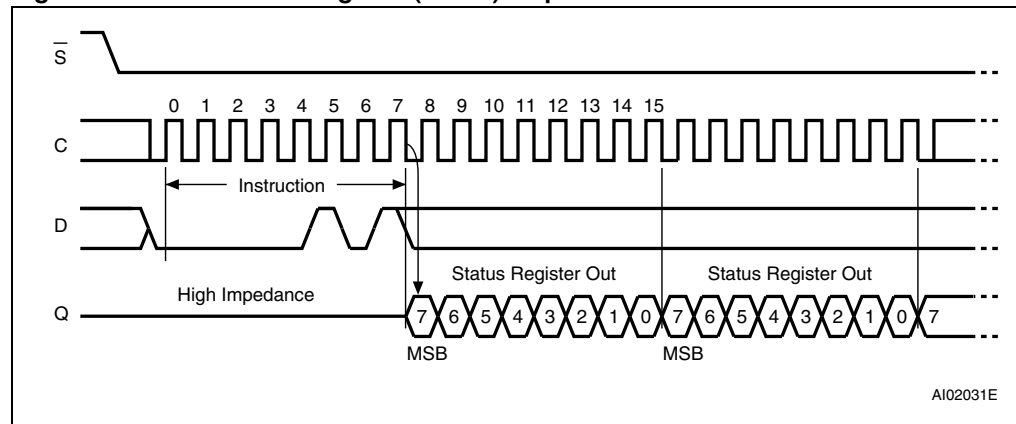 S
0 1 2 3 4 5 6 7 8 9 10 11 12 13 14 15
C
Instruction
D
Status Register Out Status Register Out
High Impedance
Q
7 6 5 4 3 2 1 0 7 6 5 4 3 2 1 0 7
MSB MSB
AI02031E